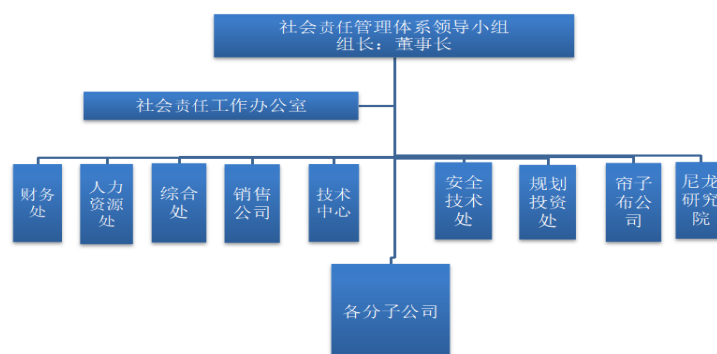 社会责任管理体系领导小组
组长：董事长
社会责任工作办公室
财务
处
人力
资源
处
综合
处
销售
公司
技术
中心
安全
技术
处
规划
投资
处
帘子
布公
司
尼龙
研究
院
各分子公司